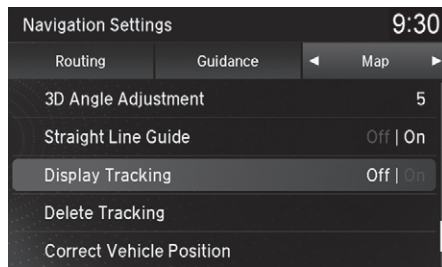 Navigation Settings 9:30
Routing Guidance ◄ Map ►
3D Angle Adjustment 5
Straight Line Guide Off | On
Display Tracking Off | On
Delete Tracking
Correct Vehicle Position